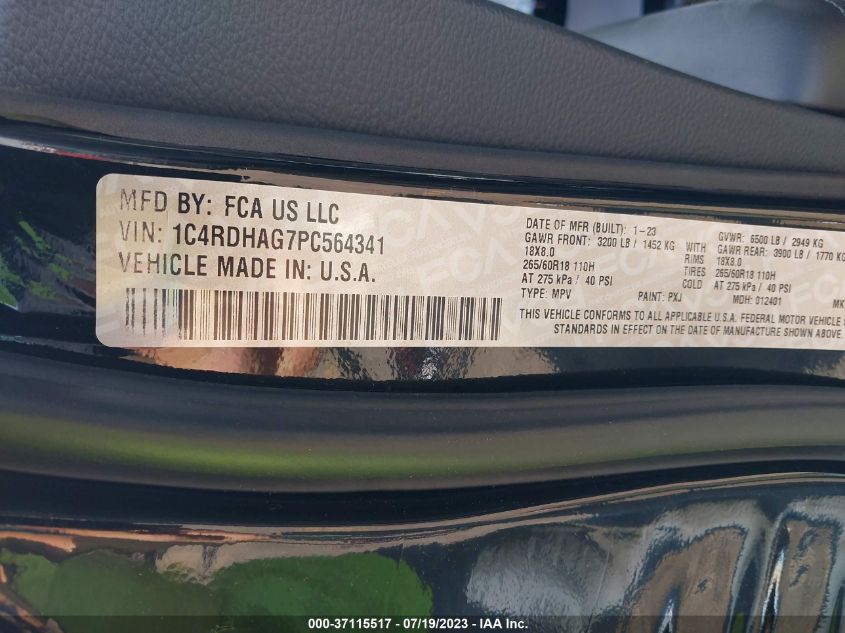 MFD BY: FCA US LLC
VIN: 1C4RDHAG7PC564341
VEHICLE MADE IN: U.S.A.
DATE OF MFR (BUILT): 1-23 GVWR: 6500 LB / 2949 KG
GAWR FRONT: 3200 LB / 1452 KG WITH GAWR REAR: 3900 LB / 1770 KG
18X8.0 RIMS 18X8.0
265/60R18 110H TIRES 265/60R18 110H
AT 275 kPa / 40 PSI COLD AT 275 kPa / 40 PSI
TYPE: MPV PAINT: PXJ MDH: 012401 MK
THIS VEHICLE CONFORMS TO ALL APPLICABLE U.S.A. FEDERAL MOTOR VEHICLE S
STANDARDS IN EFFECT ON THE DATE OF MANUFACTURE SHOWN ABOVE.
000-37115517 / 07/19/2023 - IAA Inc.